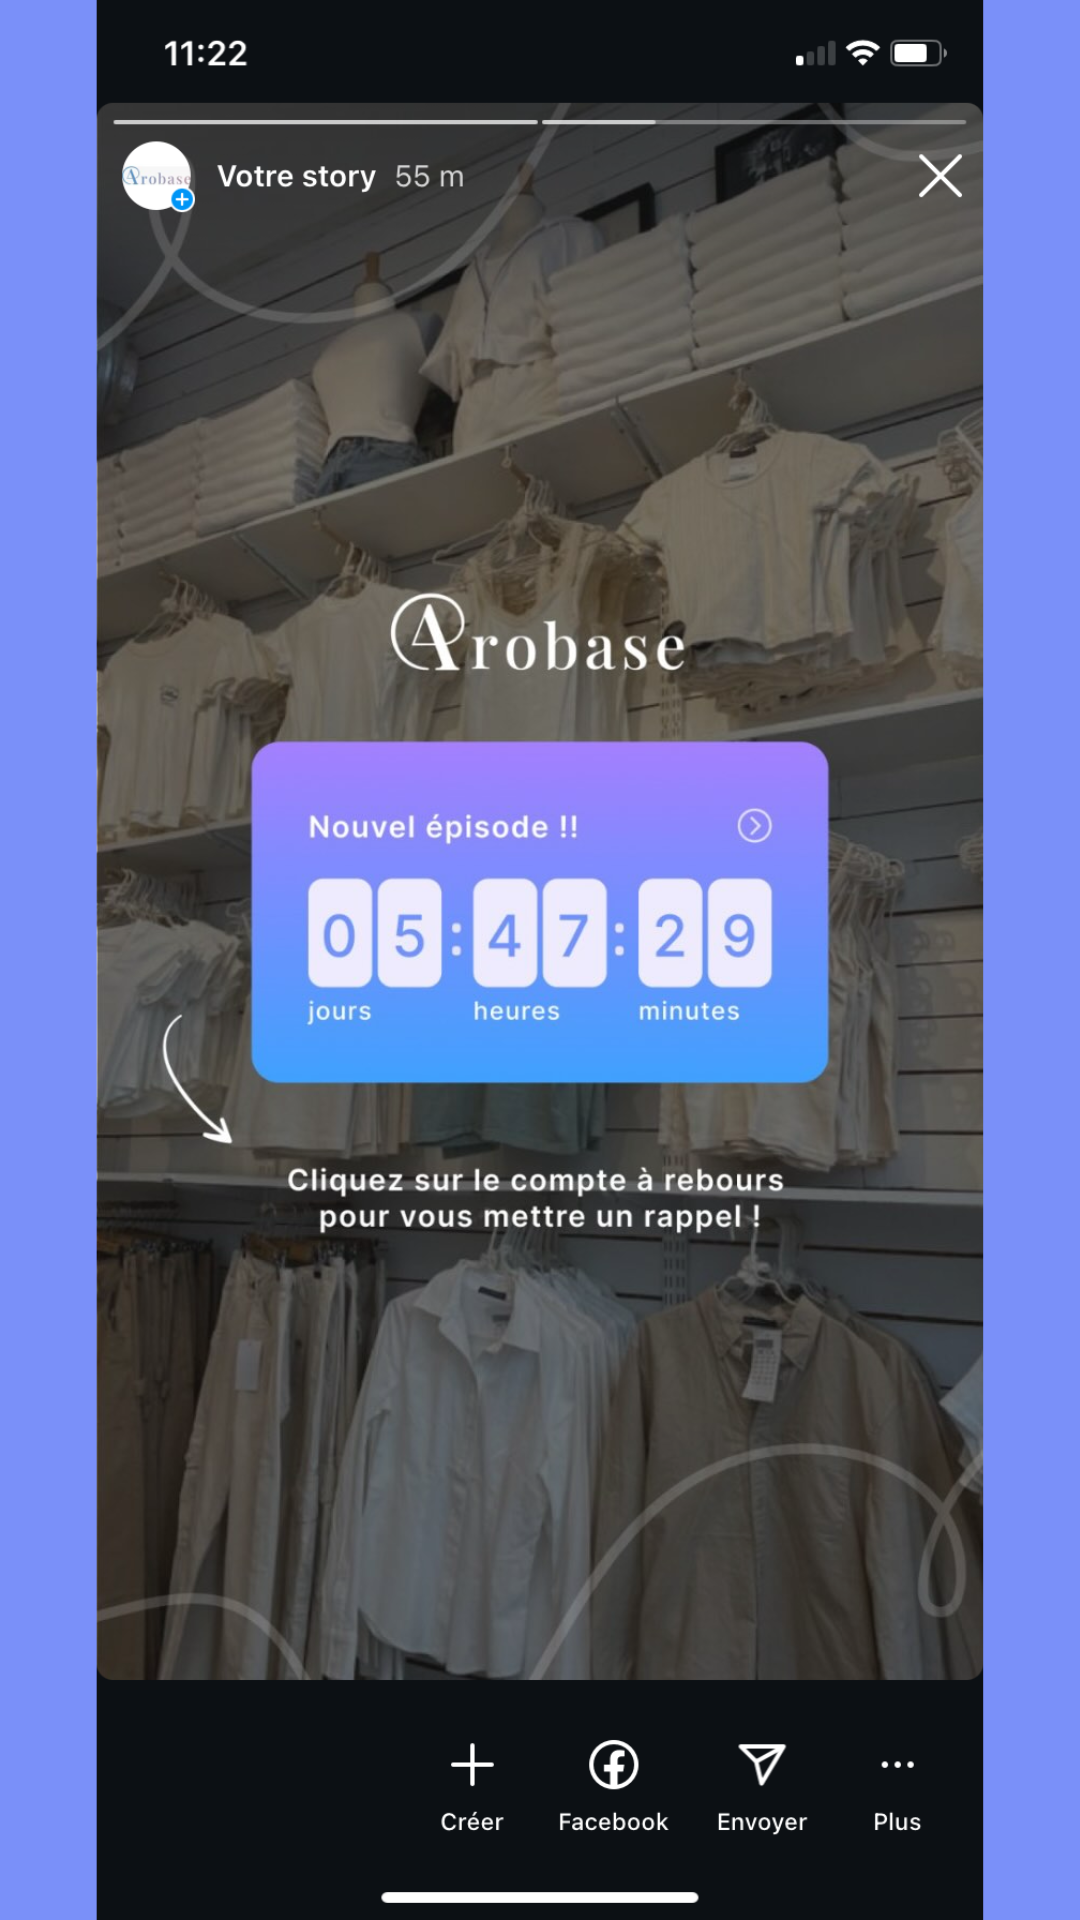 11:22
Arobase
Votre story 55 m
Arobase
Nouvel épisode !!
05:47:29
jours heures minutes
Cliquez sur le compte à rebours
pour vous mettre un rappel !
Créer Facebook Envoyer Plus